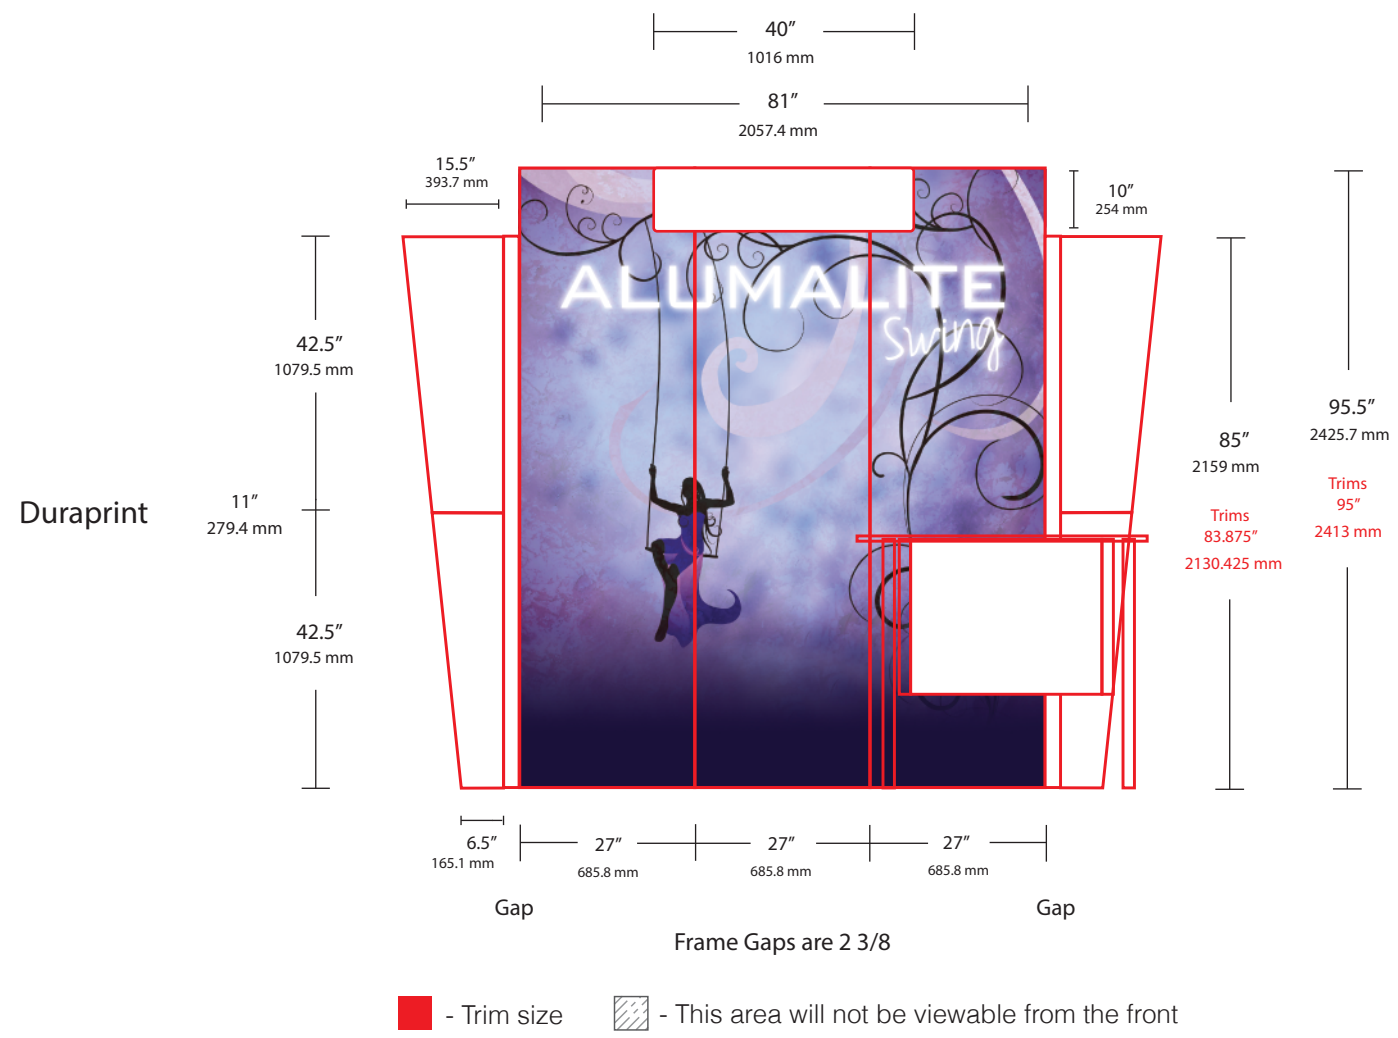 40”
1016 mm
81”
2057.4 mm
15.5”
393.7 mm
10”
254 mm
ALUMALITE
Swing
42.5”
1079.5 mm
95.5”
2425.7 mm
85”
2159 mm
Trims
95”
2413 mm
Duraprint
11”
279.4 mm
Trims
83.875”
2130.425 mm
42.5”
1079.5 mm
6.5”
165.1 mm
27”
685.8 mm
27”
685.8 mm
27”
685.8 mm
Gap
Gap
Frame Gaps are 2 3/8
- Trim size
- This area will not be viewable from the front